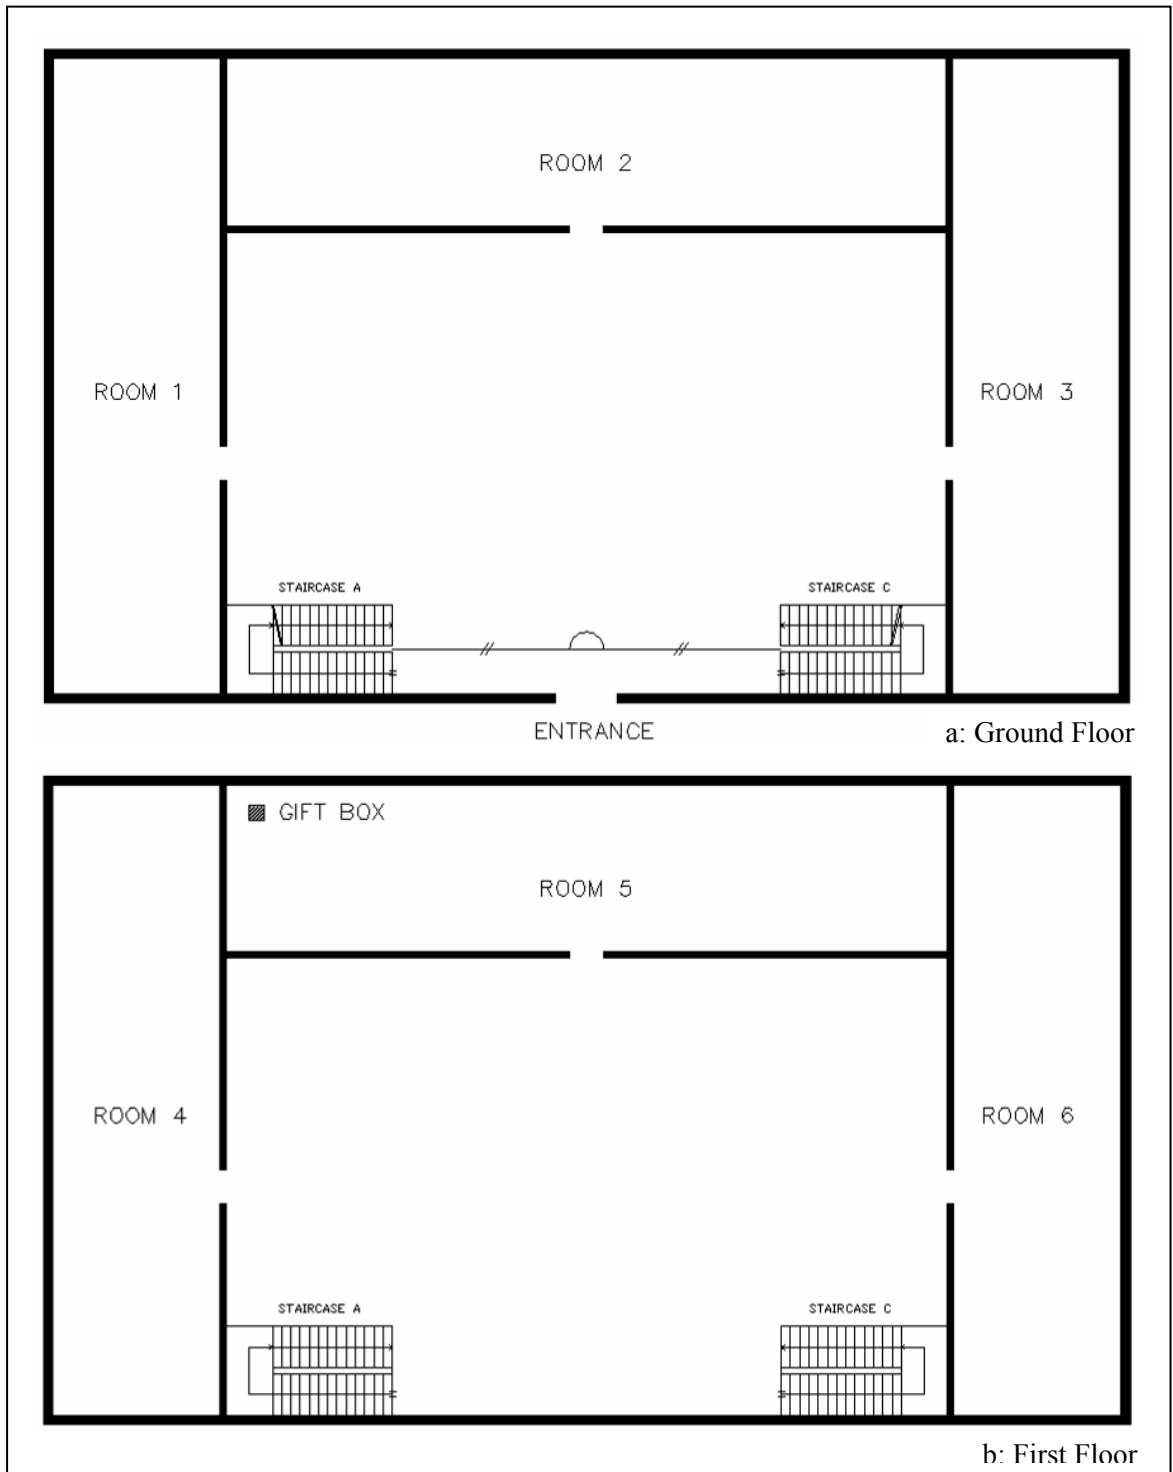 ROOM 2
ROOM 1
ROOM 3
STAIRCASE A
STAIRCASE C
ENTRANCE
a: Ground Floor
GIFT BOX
ROOM 5
ROOM 4
ROOM 6
STAIRCASE A
STAIRCASE C
b: First Floor